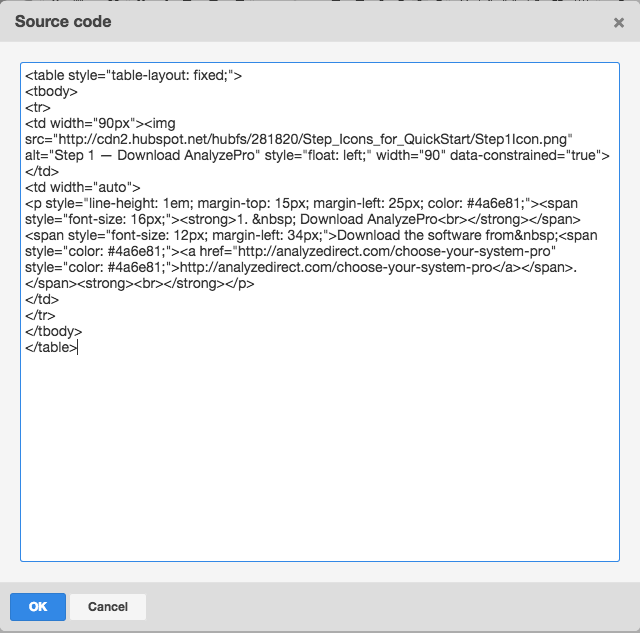 Source code
<table style="table-layout: fixed;">
<tbody>
<tr>
<td width="90px"><img
src="http://cdn2.hubspot.net/hubfs/281820/Step_Icons_for_QuickStart/Step1Icon.png"
alt="Step 1 — Download AnalyzePro" style="float: left;" width="90" data-constrained="true">
</td>
<td width="auto">
<p style="line-height: 1em; margin-top: 15px; margin-left: 25px; color: #4a6e81;"><span
style="font-size: 16px;"><strong>1. &nbsp; Download AnalyzePro<br></strong></span>
<span style="font-size: 12px; margin-left: 34px;">Download the software from&nbsp;<span
style="color: #4a6e81;"><a href="http://analyzedirect.com/choose-your-system-pro"
style="color: #4a6e81;">http://analyzedirect.com/choose-your-system-pro</a></span>.
</span><strong><br></strong></p>
</td>
</tr>
</tbody>
</table>
OK
Cancel